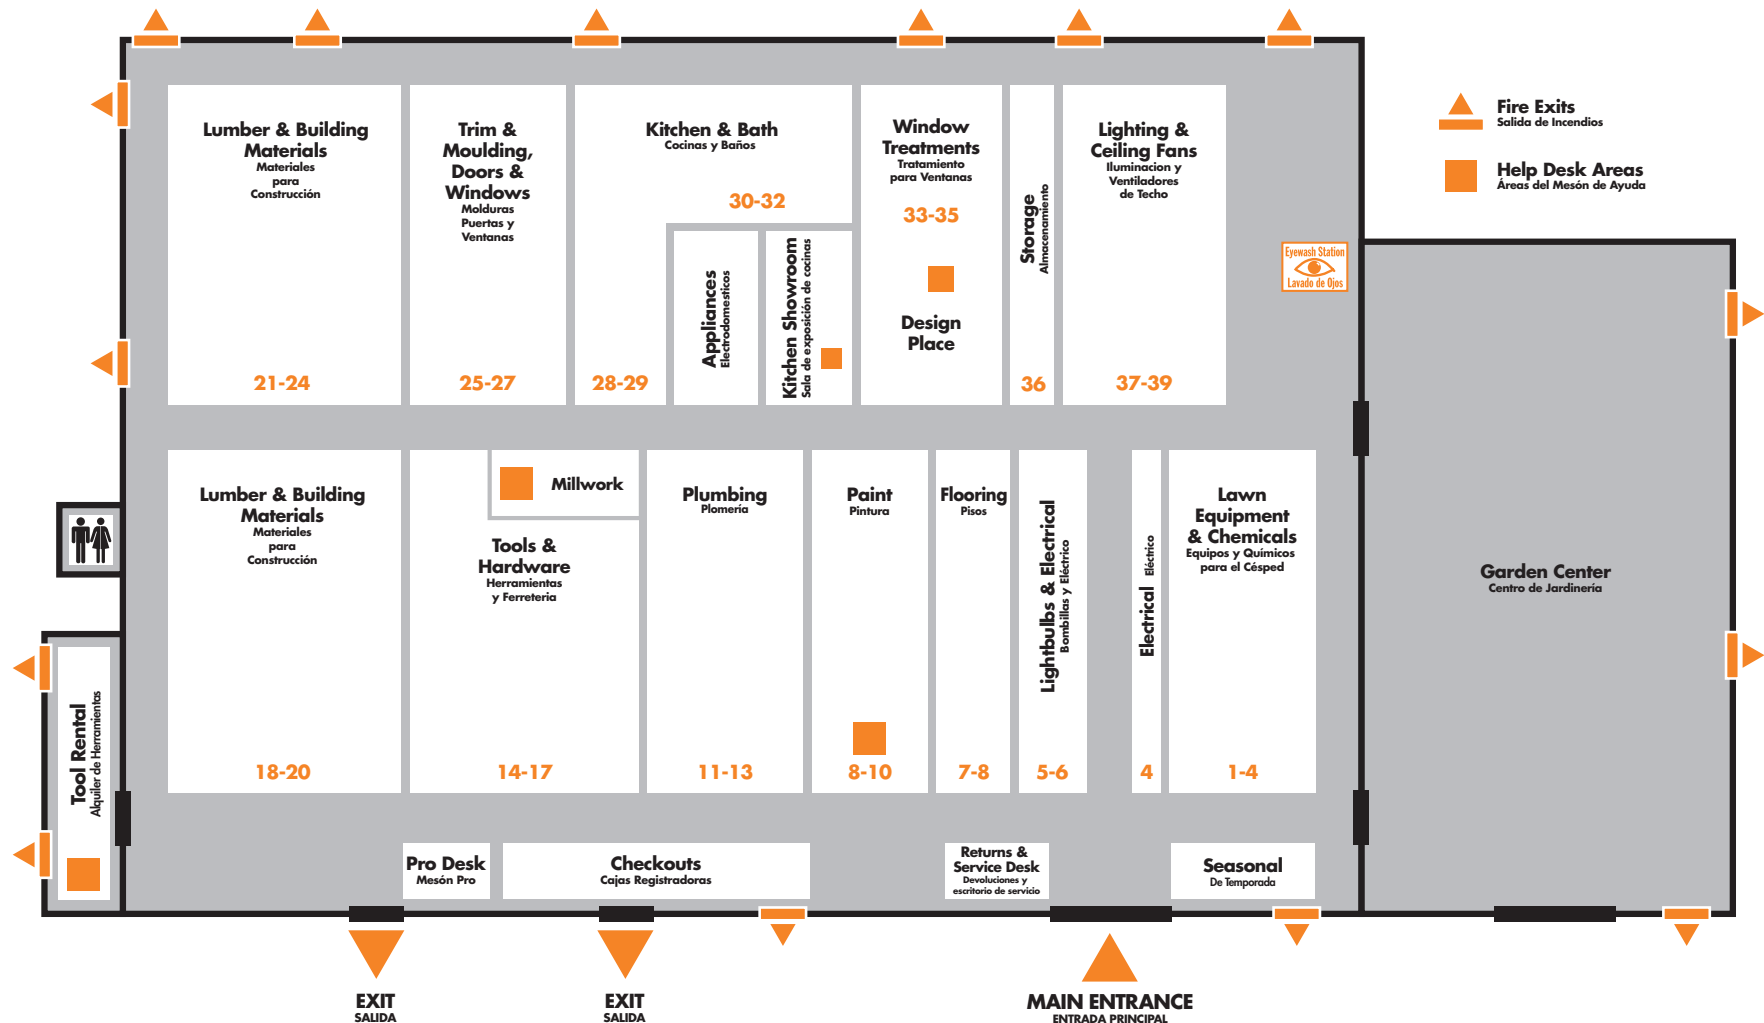 Fire Exits
Salida de Incendios
Help Desk Areas
Áreas del Mesón de Ayuda
Lumber & Building
Materials
Materiales
para
Construcción
21-24
Trim &
Moulding,
Doors &
Windows
Molduras
Puertas y
Ventanas
25-27
Kitchen & Bath
Cocinas y Baños
30-32
28-29
Appliances
Electrodomesticos
Kitchen Showroom
Sala de exposición de cocinas
Window
Treatments
Tratamiento
para Ventanas
33-35
Design
Place
Storage
Almacenamiento
36
Lighting &
Ceiling Fans
Iluminacion y
Ventiladores
de Techo
37-39
Eyewash Station
Lavado de Ojos
Lumber & Building
Materials
Materiales
para
Construcción
18-20
Millwork
Tools &
Hardware
Herramientas
y Ferreteria
14-17
Plumbing
Plomería
11-13
Paint
Pintura
8-10
Flooring
Pisos
7-8
Lightbulbs & Electrical
Bombillas y Eléctrico
5-6
Electrical Eléctrico
4
Lawn
Equipment
& Chemicals
Equipos y Químicos
para el Césped
1-4
Garden Center
Centro de Jardinería
Tool Rental
Alquiler de Herramientas
Pro Desk
Mesón Pro
Checkouts
Cajas Registradoras
Returns &
Service Desk
Devoluciones y
escritorio de servicio
Seasonal
De Temporada
EXIT
SALIDA
EXIT
SALIDA
MAIN ENTRANCE
ENTRADA PRINCIPAL